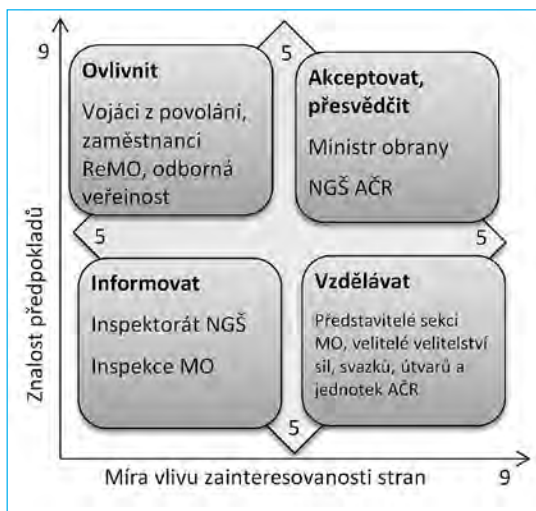 9
5
Ovlivnit
Vojáci z povolání,
zaměstnanci
ReMO, odborná
veřeinost
Akceptovat,
přesvědčit
Ministr obrany
NGŠ AČR
5
5
Informovat
Inspektorát NGŠ
Inspekce MO
Vzdělávat
Představitelé sekcí
MO, velitelé velitelství
sil, svazků, útvarů a
jednotek AČR
5
Znalost předpokladů
Míra vlivu zainteresovanosti stran
9